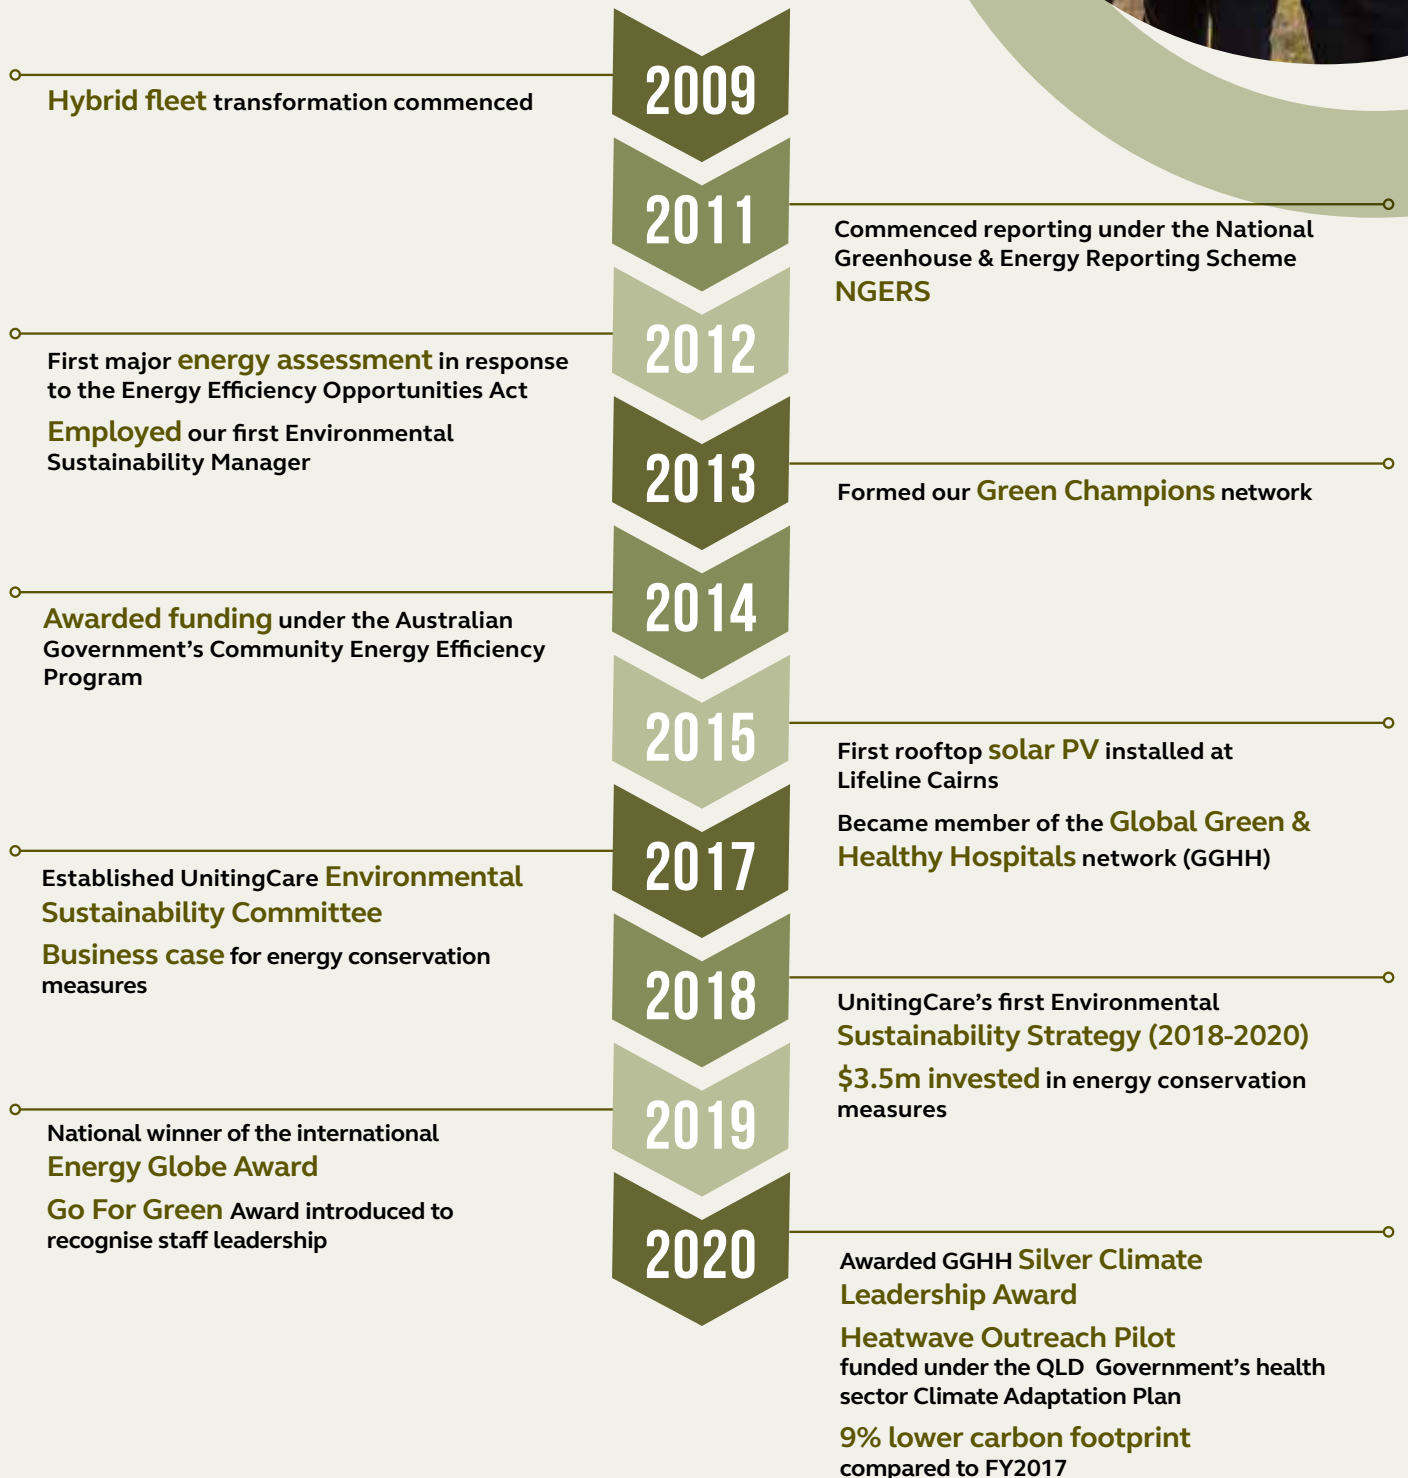 2009
Hybrid fleet transformation commenced
2011
Commenced reporting under the National
Greenhouse & Energy Reporting Scheme
NGERS
2012
First major energy assessment in response
to the Energy Efficiency Opportunities Act
Employed our first Environmental
Sustainability Manager
2013
Formed our Green Champions network
2014
Awarded funding under the Australian
Government’s Community Energy Efficiency
Program
2015
First rooftop solar PV installed at
Lifeline Cairns
Became member of the Global Green &
Healthy Hospitals network (GGHH)
2017
Established UnitingCare Environmental
Sustainability Committee
Business case for energy conservation
measures
2018
UnitingCare’s first Environmental
Sustainability Strategy (2018-2020)
$3.5m invested in energy conservation
measures
2019
National winner of the international
Energy Globe Award
Go For Green Award introduced to
recognise staff leadership
2020
Awarded GGHH Silver Climate
Leadership Award
Heatwave Outreach Pilot
funded under the QLD Government’s health
sector Climate Adaptation Plan
9% lower carbon footprint
compared to FY2017